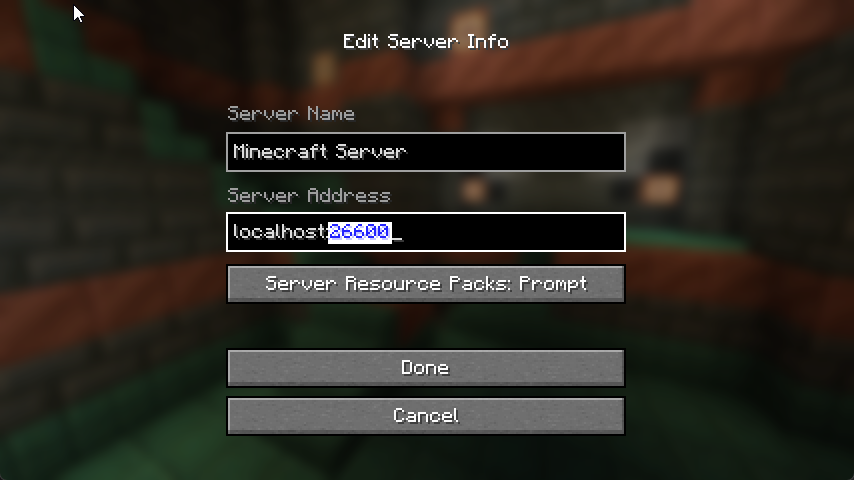 Edit Server Info
Server Name
Minecraft Server
Server Address
localhost:26600_
Server Resource Packs: Prompt
Done
Cancel